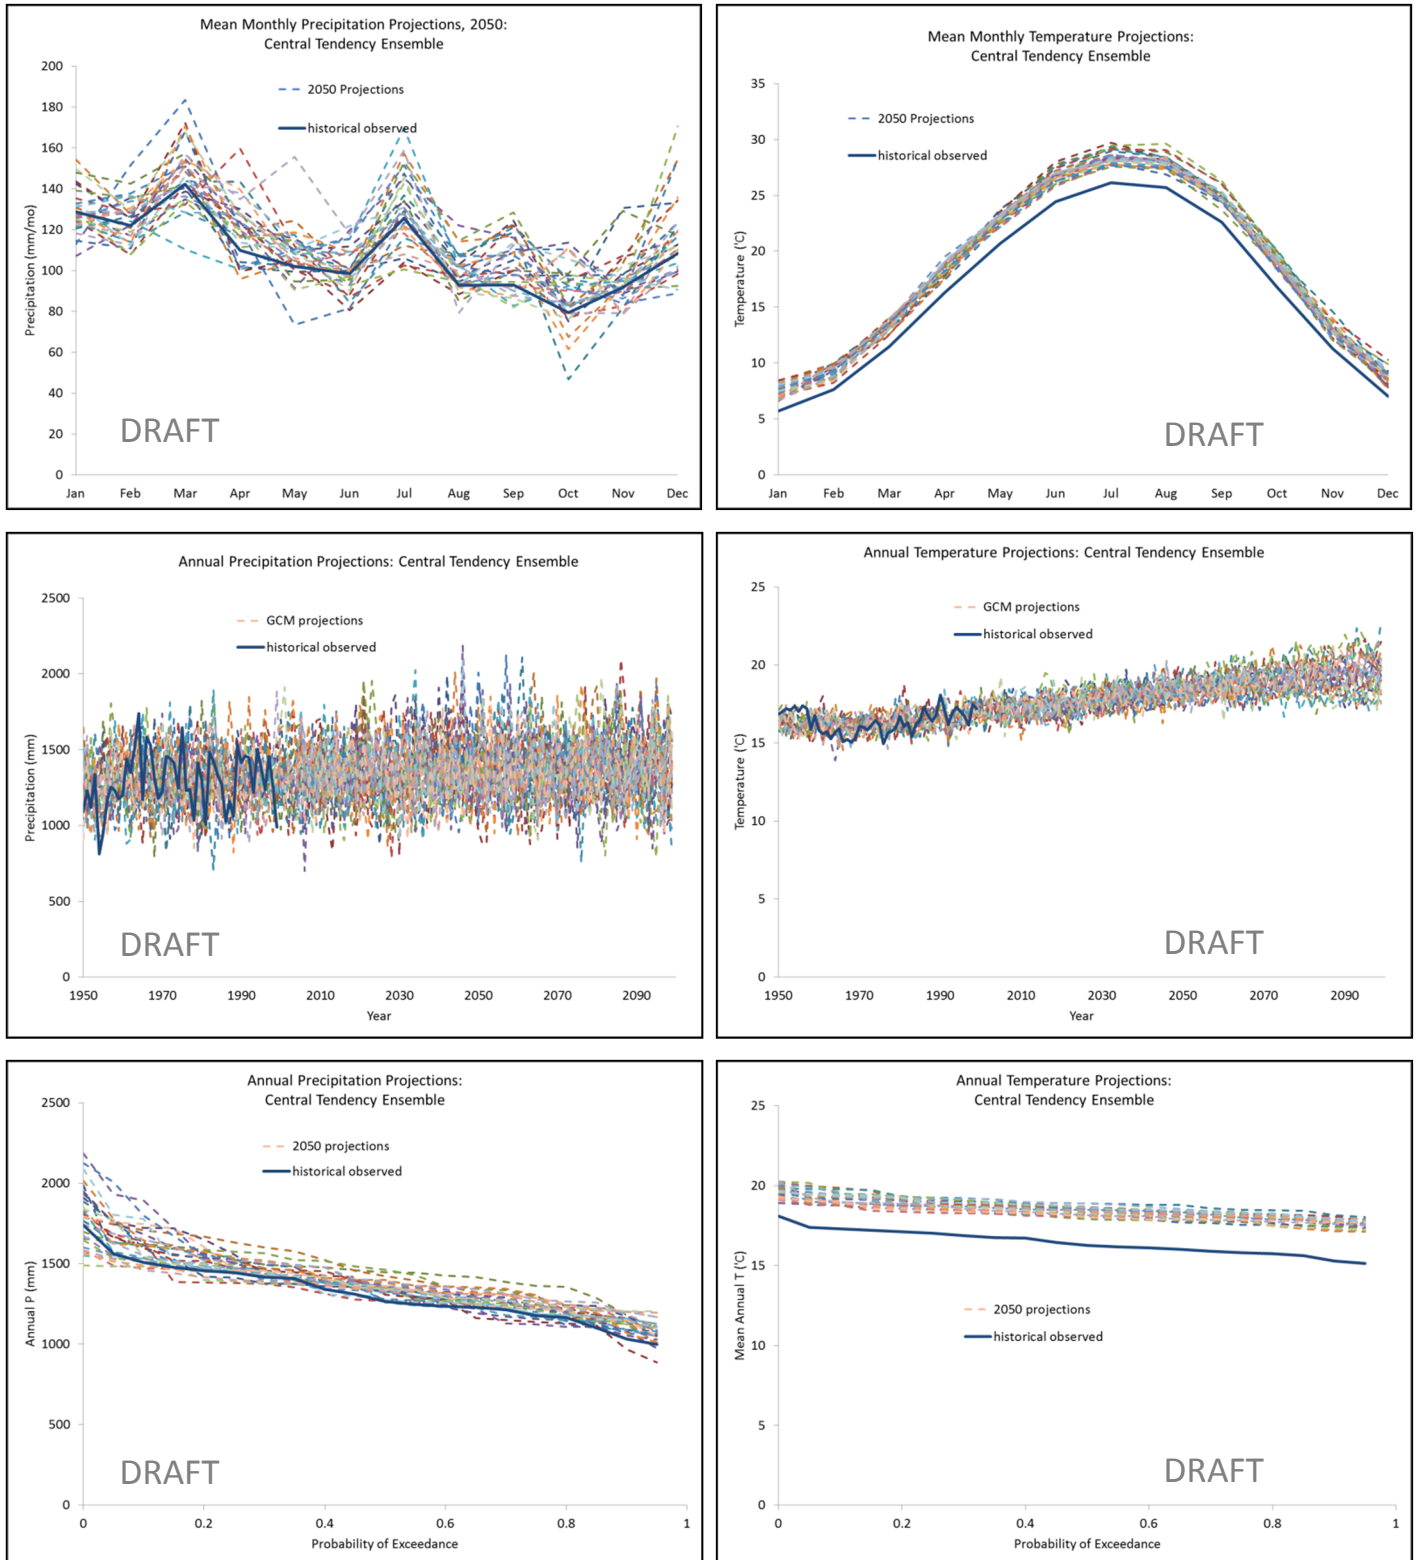 Mean Monthly Precipitation Projections, 2050:
Central Tendency Ensemble
200
180
160
140
120
100
80
60
40
20
0
Precipitation (mm/mo)
2050 Projections
historical observed
DRAFT
Jan Feb Mar Apr May Jun Jul Aug Sep Oct Nov Dec
Mean Monthly Temperature Projections:
Central Tendency Ensemble
35
30
25
20
15
10
5
0
Temperature (°C)
2050 Projections
historical observed
DRAFT
Jan Feb Mar Apr May Jun Jul Aug Sep Oct Nov Dec
Annual Precipitation Projections: Central Tendency Ensemble
2500
2000
1500
1000
500
0
Precipitation (mm)
GCM projections
historical observed
DRAFT
1950 1970 1990 2010 2030 2050 2070 2090
Year
Annual Temperature Projections: Central Tendency Ensemble
25
20
15
10
5
0
Temperature (°C)
GCM projections
historical observed
DRAFT
1950 1970 1990 2010 2030 2050 2070 2090
Year
Annual Precipitation Projections:
Central Tendency Ensemble
2500
2000
1500
1000
500
0
Annual P (mm)
2050 projections
historical observed
DRAFT
0 0.2 0.4 0.6 0.8 1
Probability of Exceedance
Annual Temperature Projections:
Central Tendency Ensemble
25
20
15
10
5
0
Mean Annual T (°C)
2050 projections
historical observed
DRAFT
0 0.2 0.4 0.6 0.8 1
Probability of Exceedance